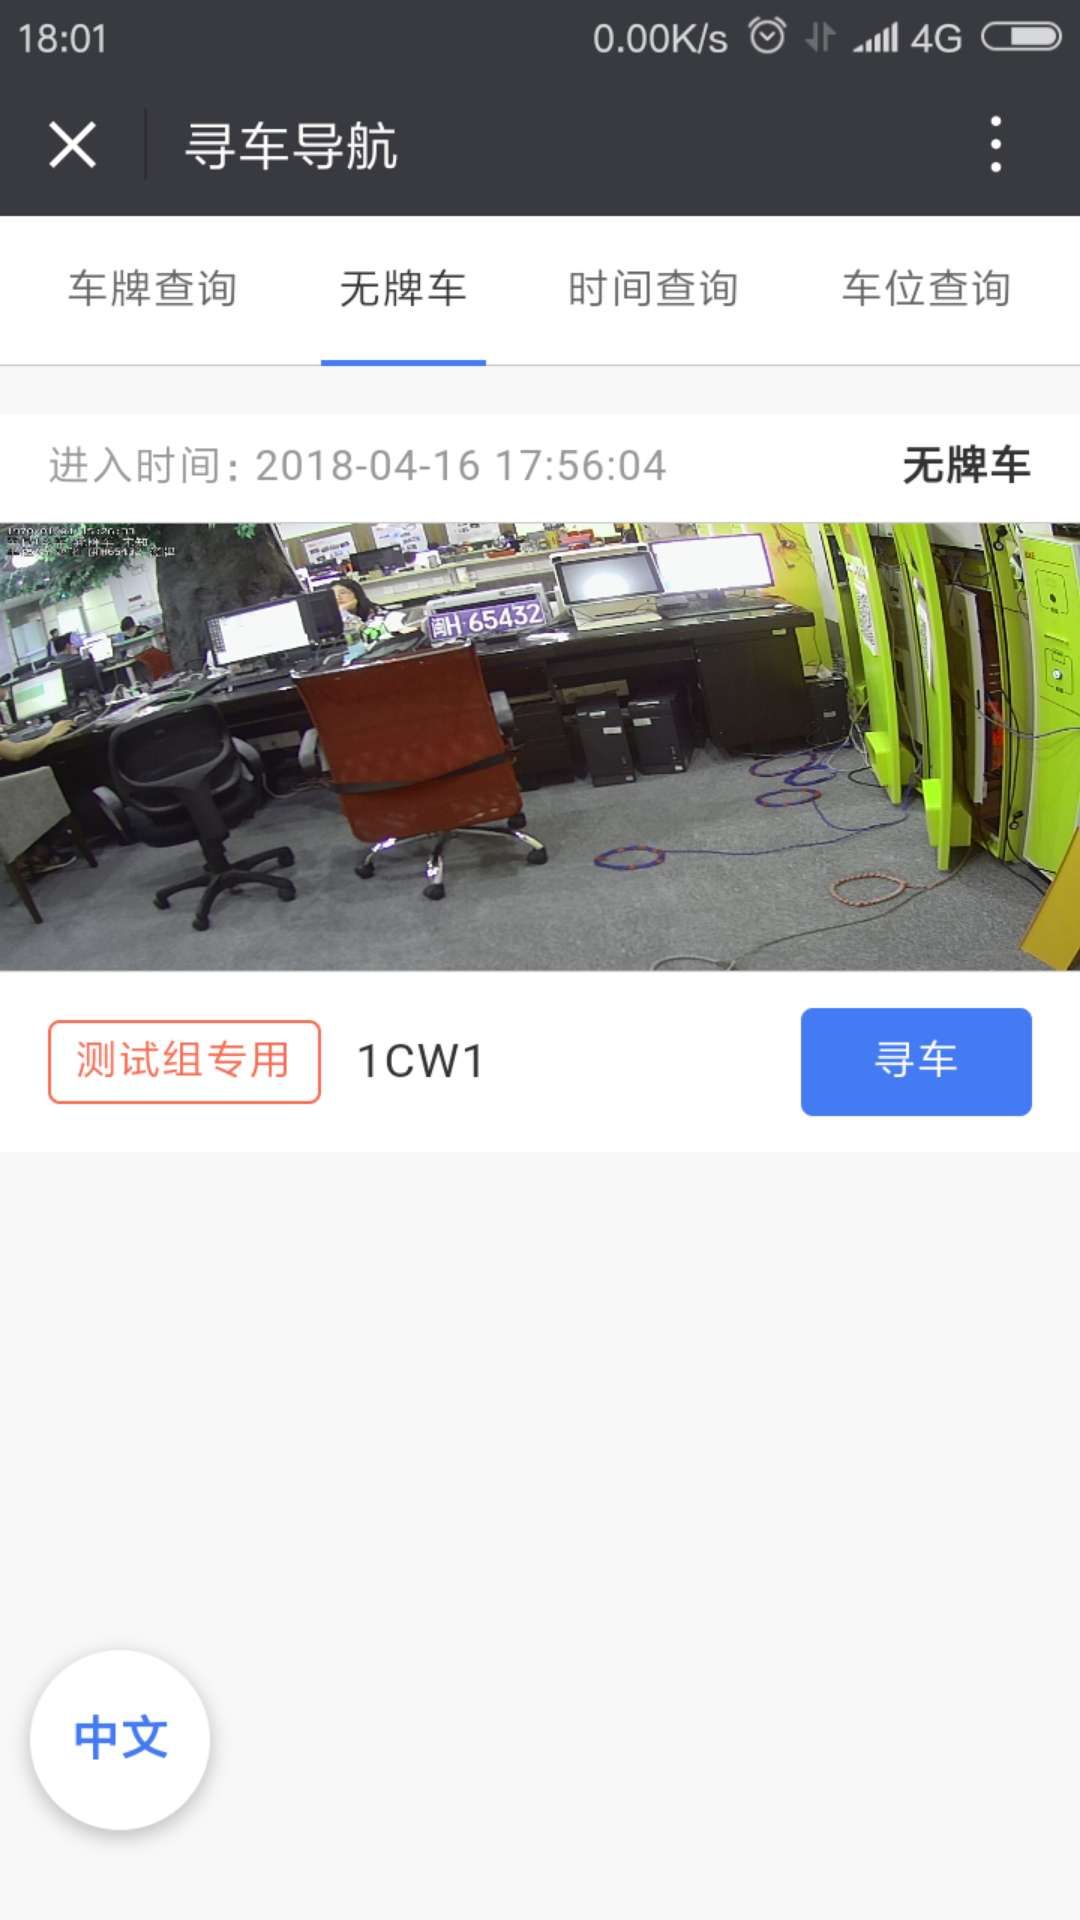 18:01
0.00K/s 4G
寻车导航
车牌查询 无牌车 时间查询 车位查询
进入时间: 2018-04-16 17:56:04 无牌车
闽H·65432
测试组专用 1CW1 寻车
中文